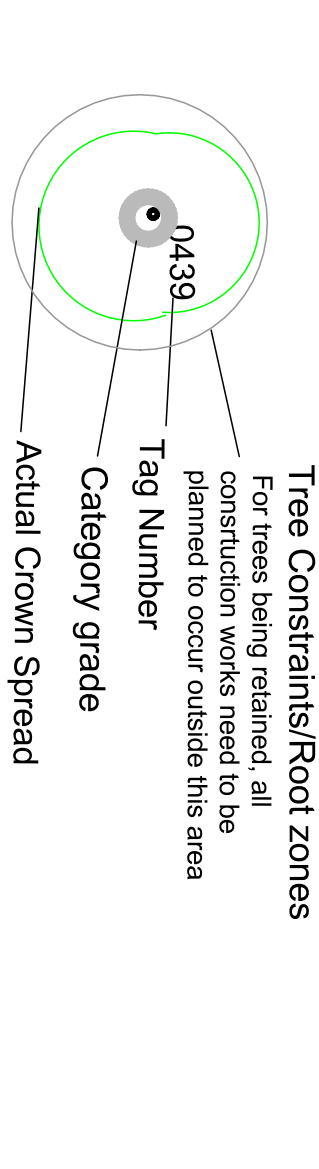 Tree Constraints/Root zones
For trees being retained, all
consrtuction works need to be
planned to occur outside this area
0439
Tag Number
Category grade
Actual Crown Spread